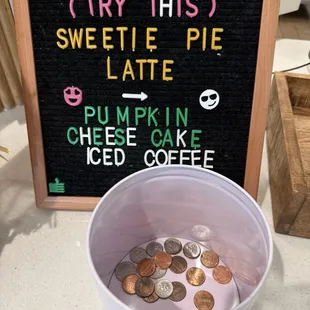 (TRY THIS)
SWEETIE PIE
LATTE
PUMPKIN
CHEESE CAKE
ICED COFFEE